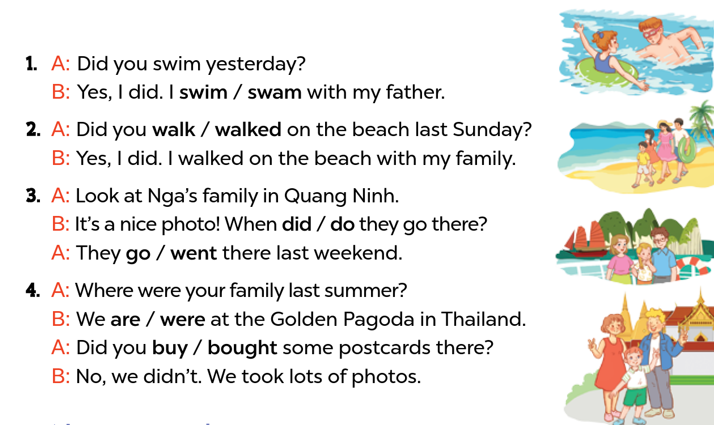 1. A: Did you swim yesterday?
B: Yes, I did. I swim / swam with my father.
2. A: Did you walk / walked on the beach last Sunday?
B: Yes, I did. I walked on the beach with my family.
3. A: Look at Nga's family in Quang Ninh.
B: It's a nice photo! When did / do they go there?
A: They go / went there last weekend.
4. A: Where were your family last summer?
B: We are / were at the Golden Pagoda in Thailand.
A: Did you buy / bought some postcards there?
B: No, we didn't. We took lots of photos.